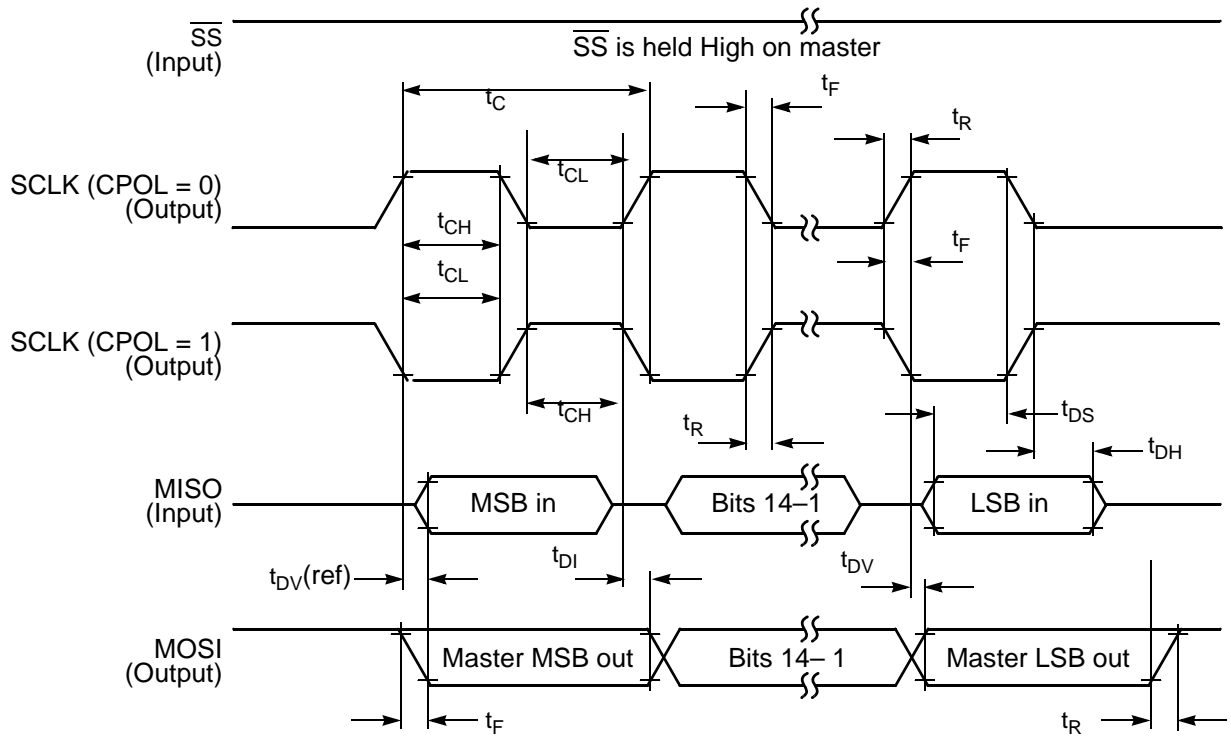 SS
(Input)
SS is held High on master
tC
tF
tR
tCL
SCLK (CPOL = 0)
(Output)
tCH
tF
tCL
SCLK (CPOL = 1)
(Output)
tCH
tR
tDS
tDH
MISO
(Input)
MSB in
Bits 14–1
LSB in
tDI
tDV
tDV(ref)
MOSI
(Output)
Master MSB out
Bits 14– 1
Master LSB out
tF
tR